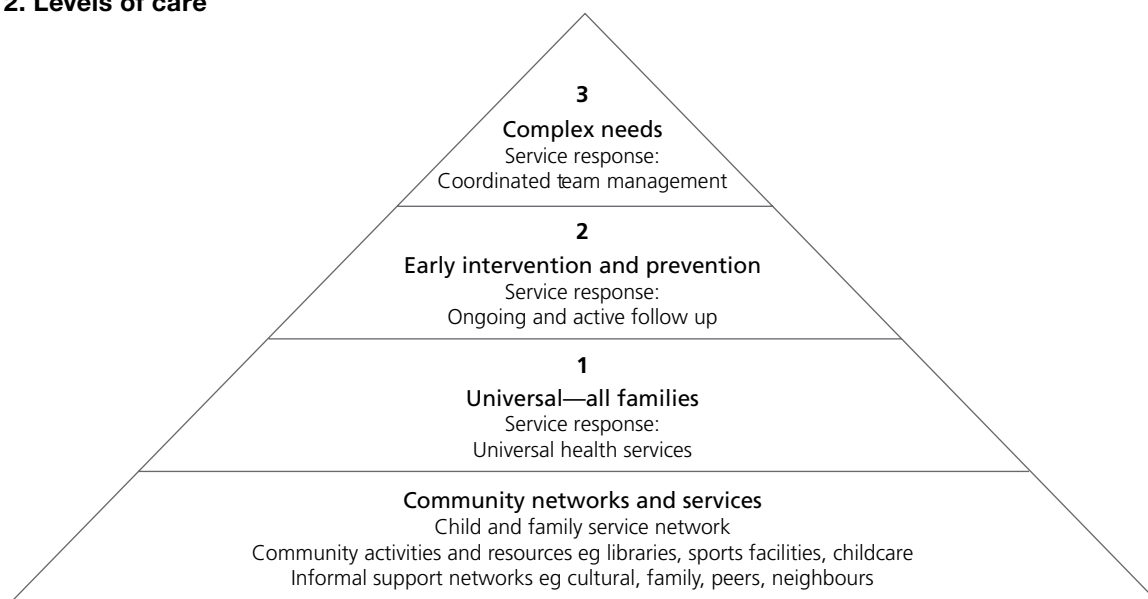 2. Levels of care
3
Complex needs
Service response:
Coordinated team management
2
Early intervention and prevention
Service response:
Ongoing and active follow up
1
Universal—all families
Service response:
Universal health services
Community networks and services
Child and family service network
Community activities and resources eg libraries, sports facilities, childcare
Informal support networks eg cultural, family, peers, neighbours